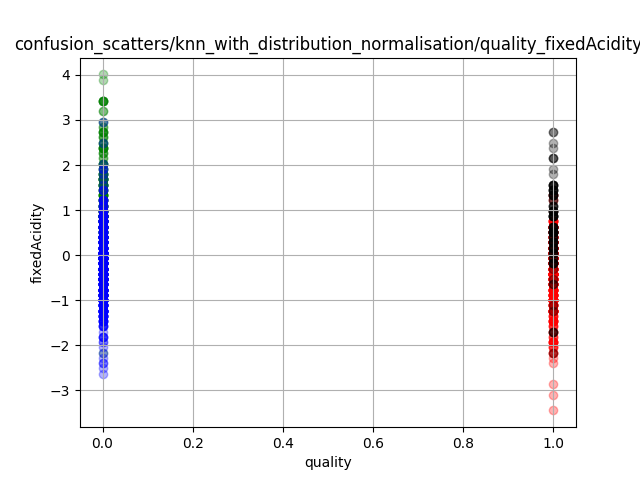 confusion_scatters/knn_with_distribution_normalisation/quality_fixedAcidity
4
3
2
1
0
−1
−2
−3
fixedAcidity
0.0 0.2 0.4 0.6 0.8 1.0
quality